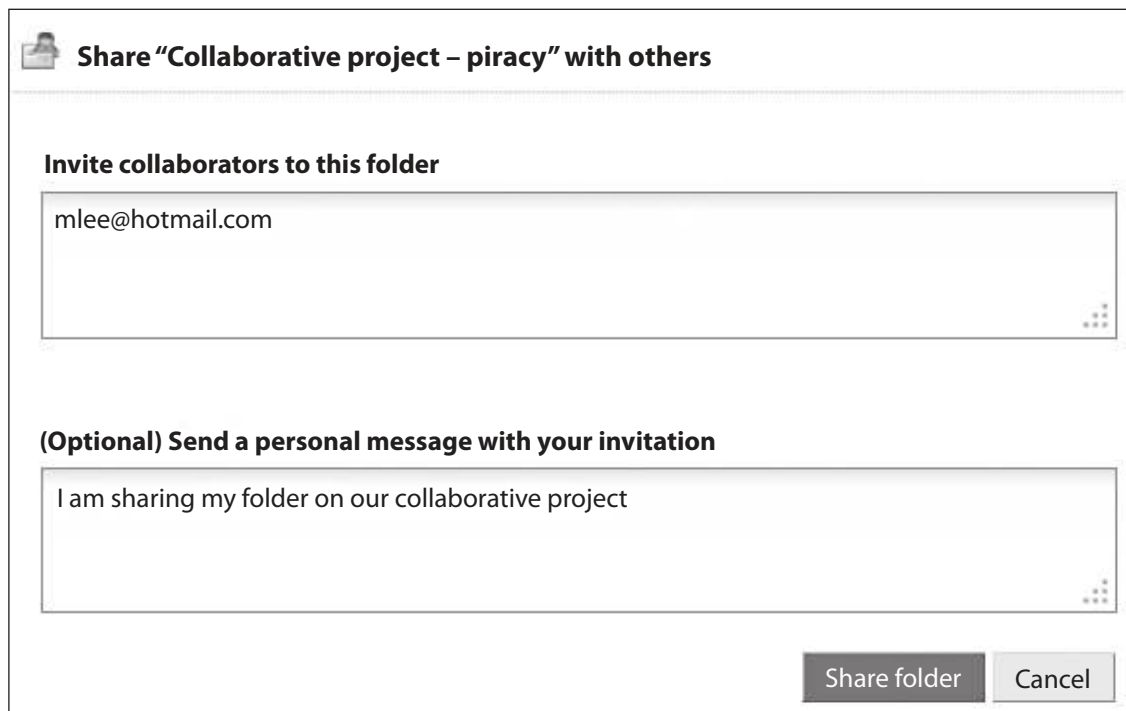 Share “Collaborative project – piracy” with others
Invite collaborators to this folder
mlee@hotmail.com
(Optional) Send a personal message with your invitation
I am sharing my folder on our collaborative project
Share folder Cancel